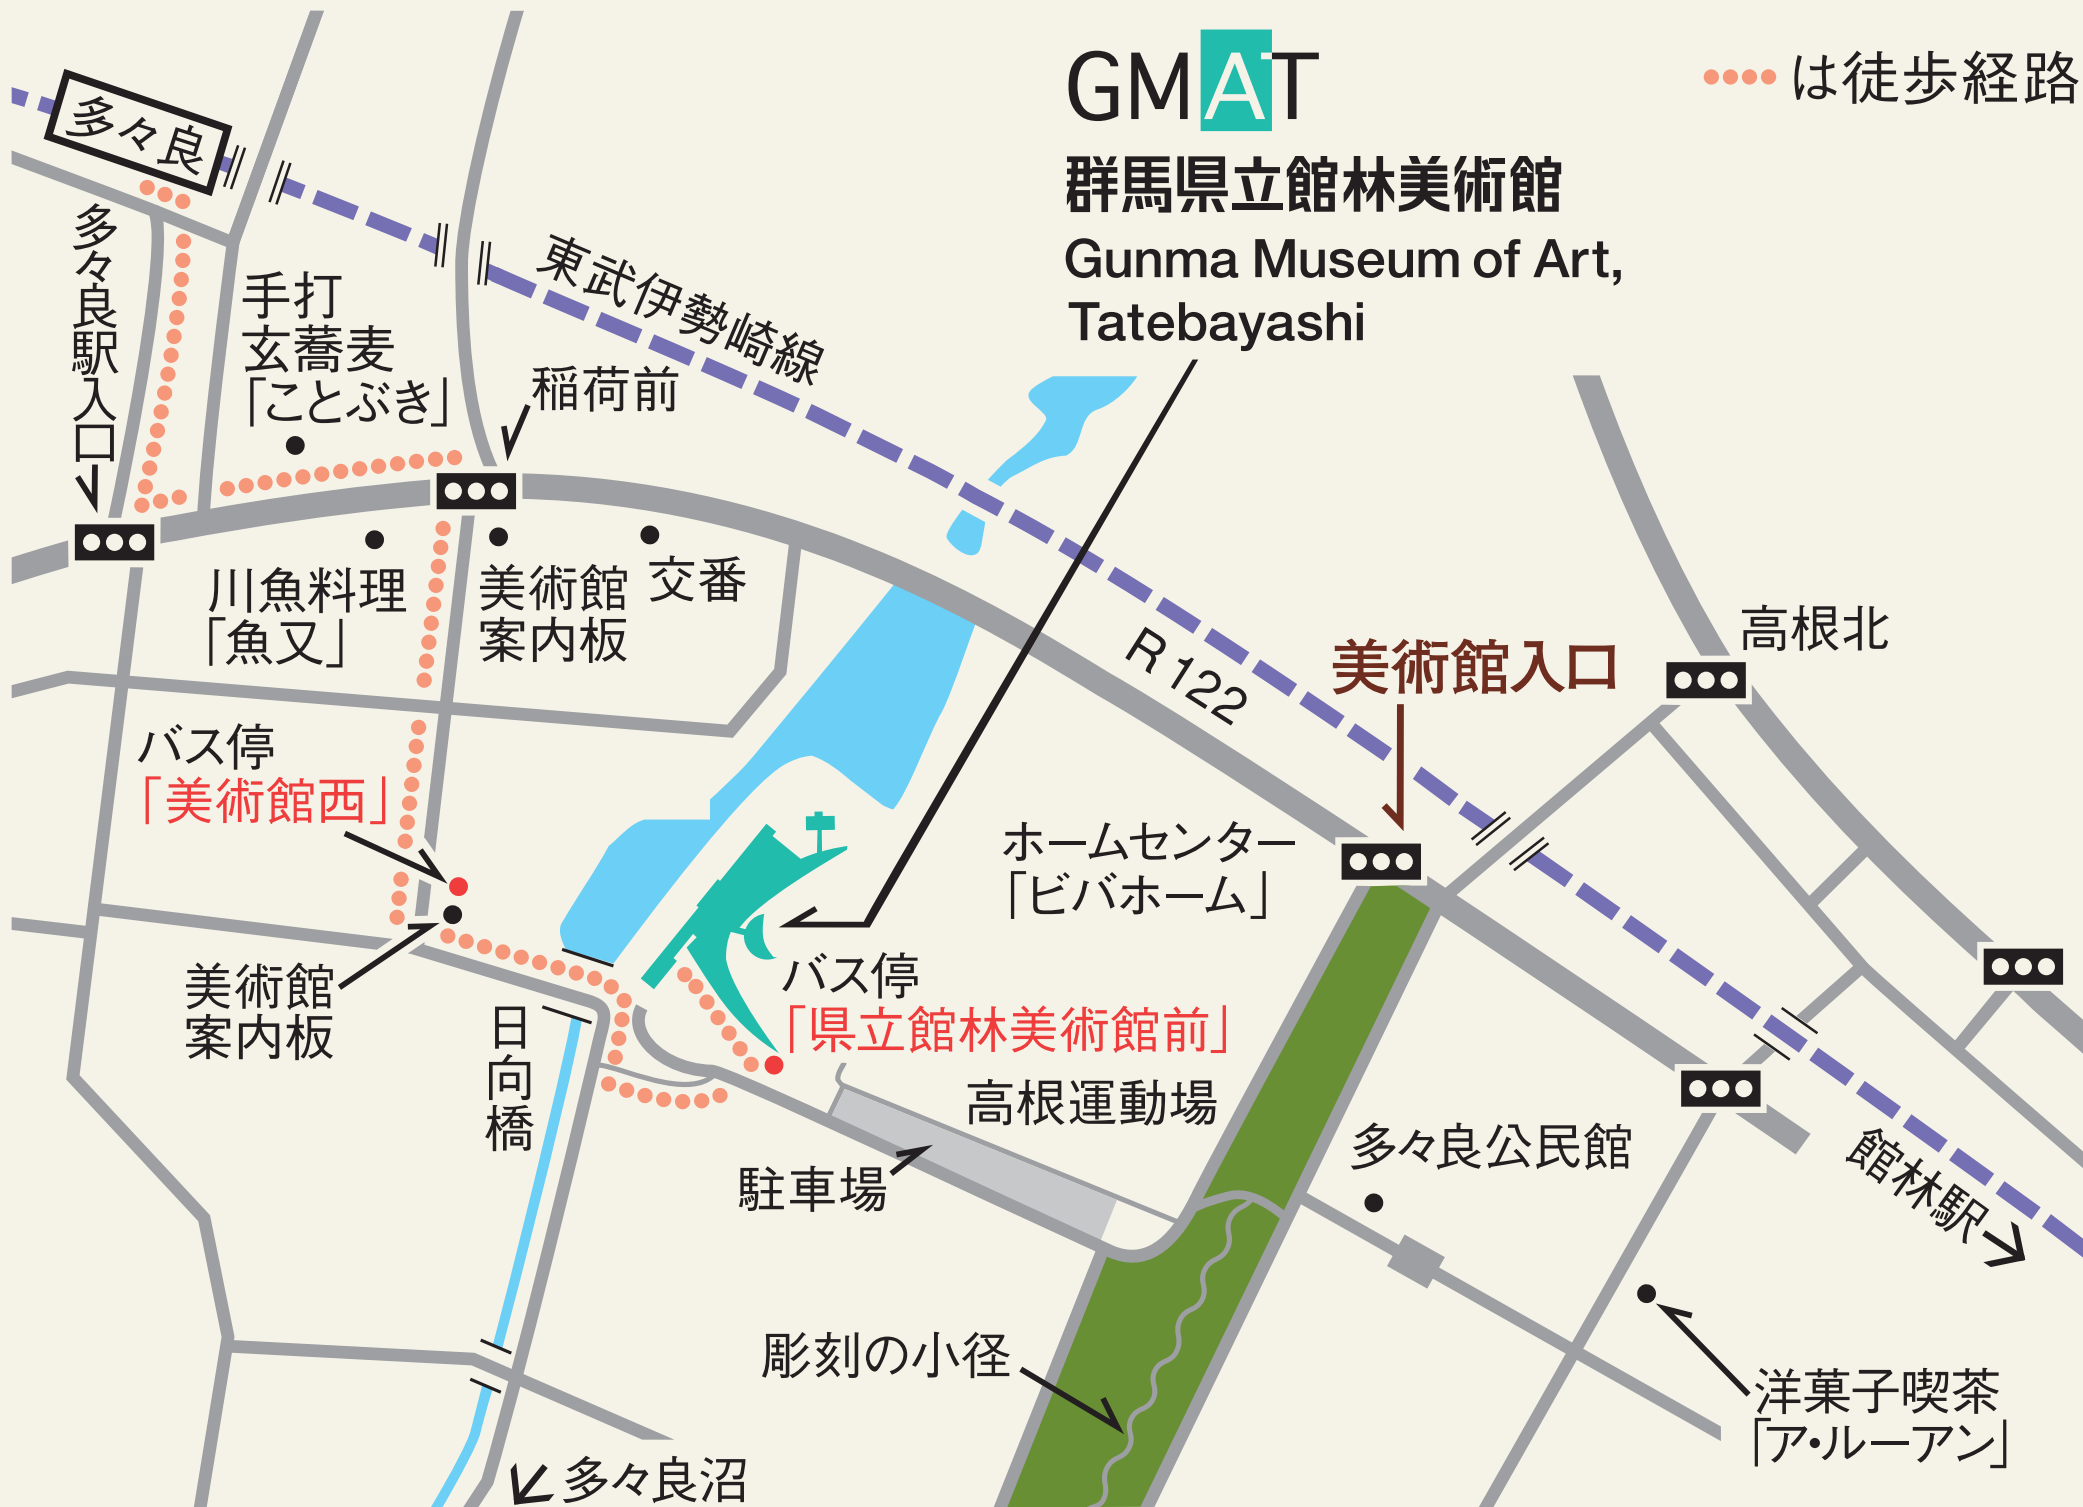 GMAT
群馬県立館林美術館
Gunma Museum of Art,
Tatebayashi
は徒歩経路
多々良
多々良駅入口
手打
玄蕎麦
「ことぶき」
稲荷前
東武伊勢崎線
川魚料理
「魚又」
美術館
案内板
交番
R 122
美術館入口
高根北
バス停
「美術館西」
ホームセンター
「ビバホーム」
美術館
案内板
バス停
「県立館林美術館前」
日向橋
高根運動場
駐車場
多々良公民館
館林駅
彫刻の小径
洋菓子喫茶
「ア・ルーアン」
多々良沼